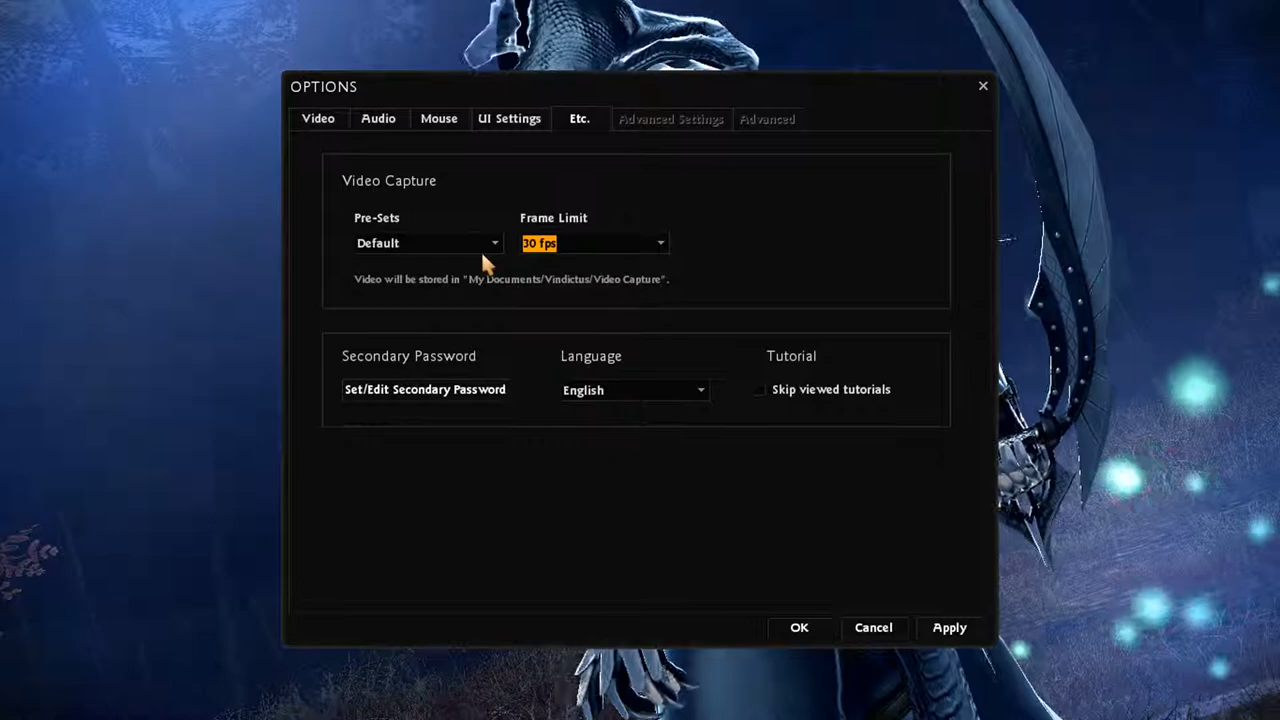 OPTIONS
Video Audio Mouse UI Settings Etc. Advanced Settings Advanced
Video Capture
Pre-Sets Frame Limit
Default 30 fps
Video will be stored in "My Documents/Vindictus/Video Capture".
Secondary Password Language Tutorial
Set/Edit Secondary Password English Skip viewed tutorials
OK Cancel Apply